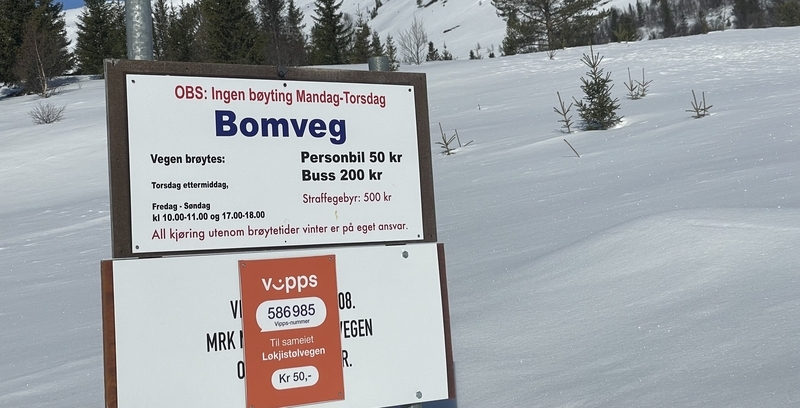 OBS: Ingen bøyting Mandag-Torsdag
Bomveg
Vegen brøytes:
Torsdag ettermiddag,
Fredag - Søndag
kl 10.00-11.00 og 17.00-18.00
Personbil 50 kr
Buss 200 kr
Straffegebyr: 500 kr
All kjøring utenom brøytetider vinter er på eget ansvar.
08.
MRK
vipps
586985
Vipps-nummer
Til sameiet
Løkjistølvegen
Kr 50,-